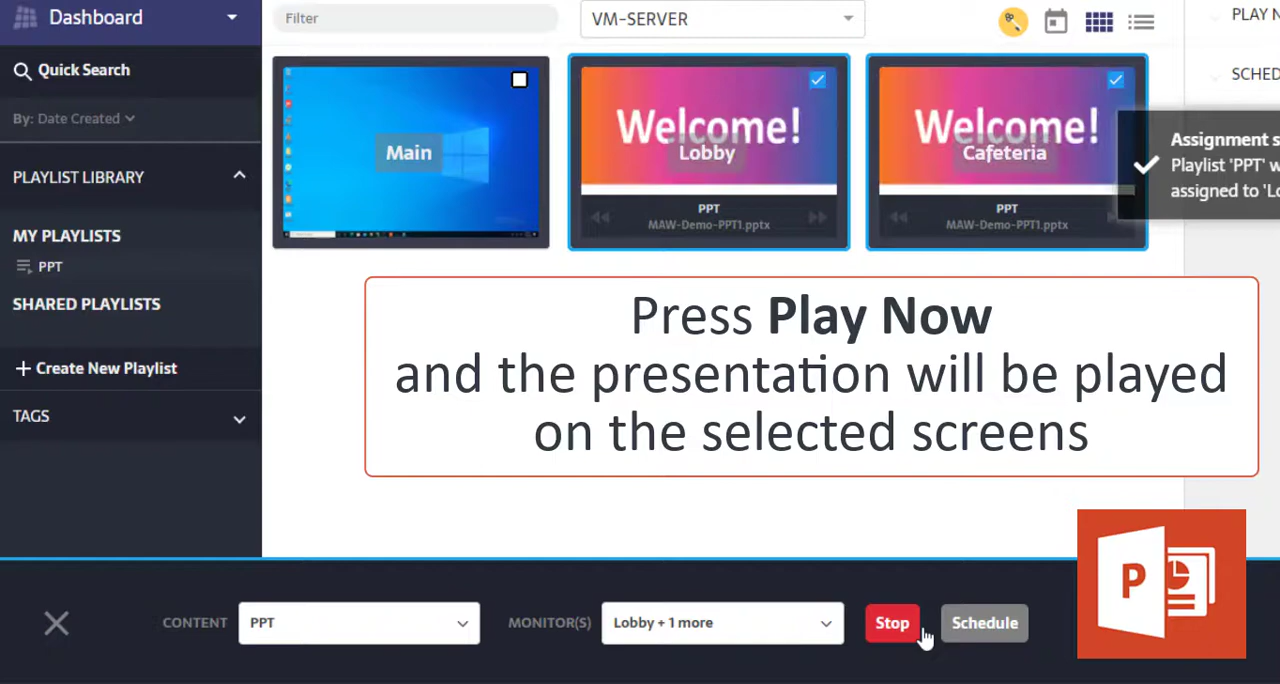 Dashboard
Filter
VM-SERVER
PLAY N
Quick Search
SCHED
By: Date Created
Welcome!
Welcome!
Main
Lobby
Cafeteria
Assignment s
Playlist 'PPT' w
assigned to 'Lo
PLAYLIST LIBRARY
PPT
MAW-Demo-PPT1.pptx
PPT
MAW-Demo-PPT1.pptx
MY PLAYLISTS
PPT
SHARED PLAYLISTS
Create New Playlist
TAGS
Press Play Now
and the presentation will be played
on the selected screens
P
CONTENT
PPT
MONITOR(S)
Lobby + 1 more
Stop
Schedule